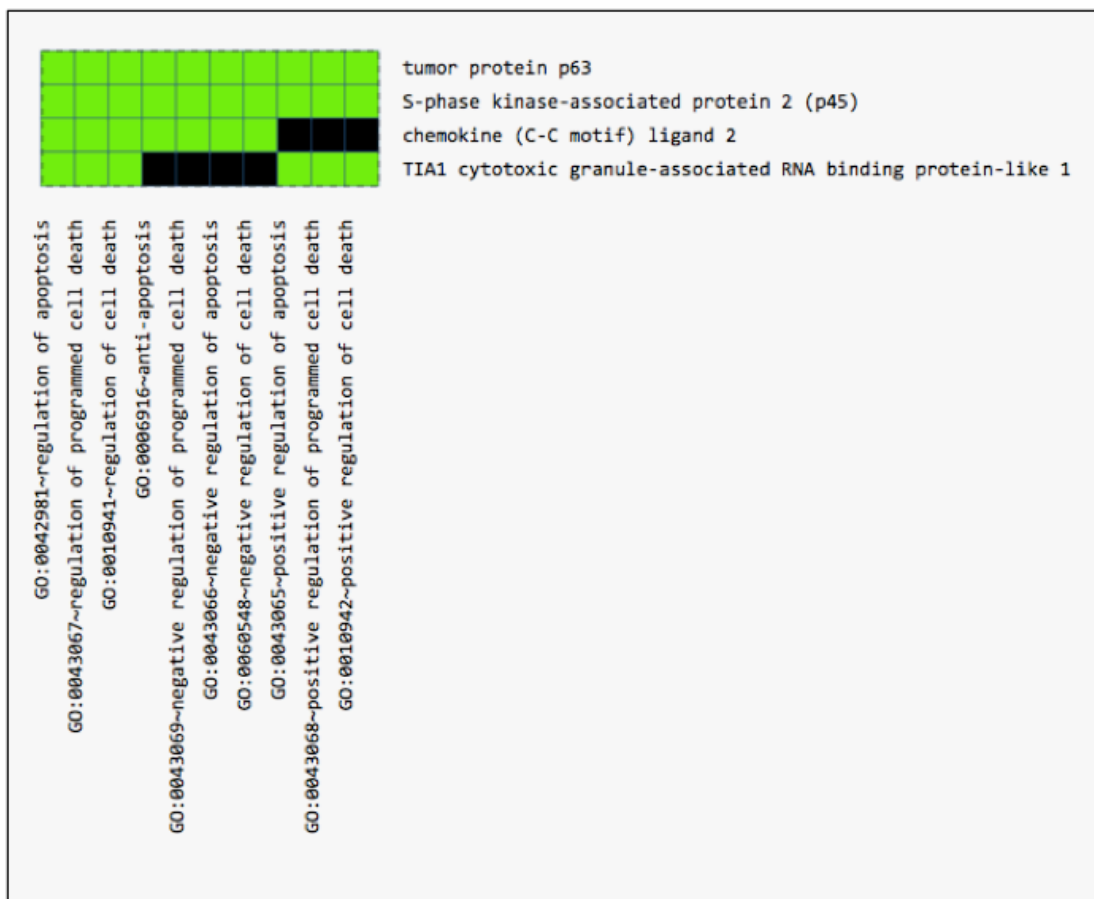 tumor protein p63
S-phase kinase-associated protein 2 (p45)
chemokine (C-C motif) ligand 2
TIA1 cytotoxic granule-associated RNA binding protein-like 1
GO:0042981~regulation of apoptosis
GO:0043067~regulation of programmed cell death
GO:0010941~regulation of cell death
GO:0006916~anti-apoptosis
GO:0043069~negative regulation of programmed cell death
GO:0043066~negative regulation of apoptosis
GO:0060548~negative regulation of cell death
GO:0043065~positive regulation of apoptosis
GO:0043068~positive regulation of programmed cell death
GO:0010942~positive regulation of cell death